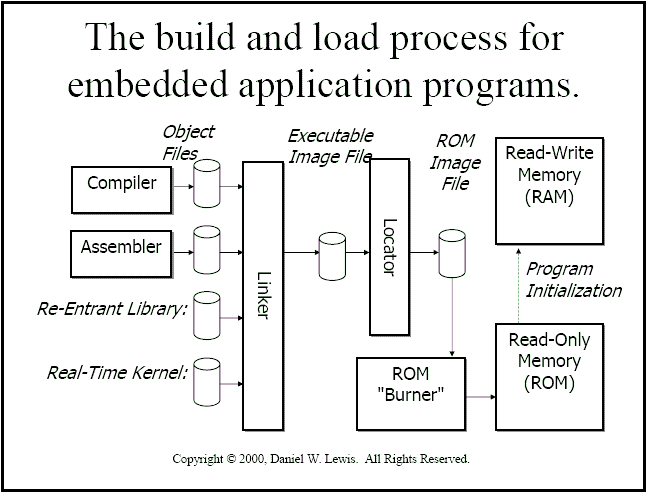 The build and load process for
embedded application programs.
Object
Files
Executable
Image File
ROM
Image
File
Read-Write
Memory
(RAM)
Compiler
Assembler
Linker
Locator
Program
Initialization
Re-Entrant Library:
Real-Time Kernel:
ROM
"Burner"
Read-Only
Memory
(ROM)
Copyright © 2000, Daniel W. Lewis. All Rights Reserved.